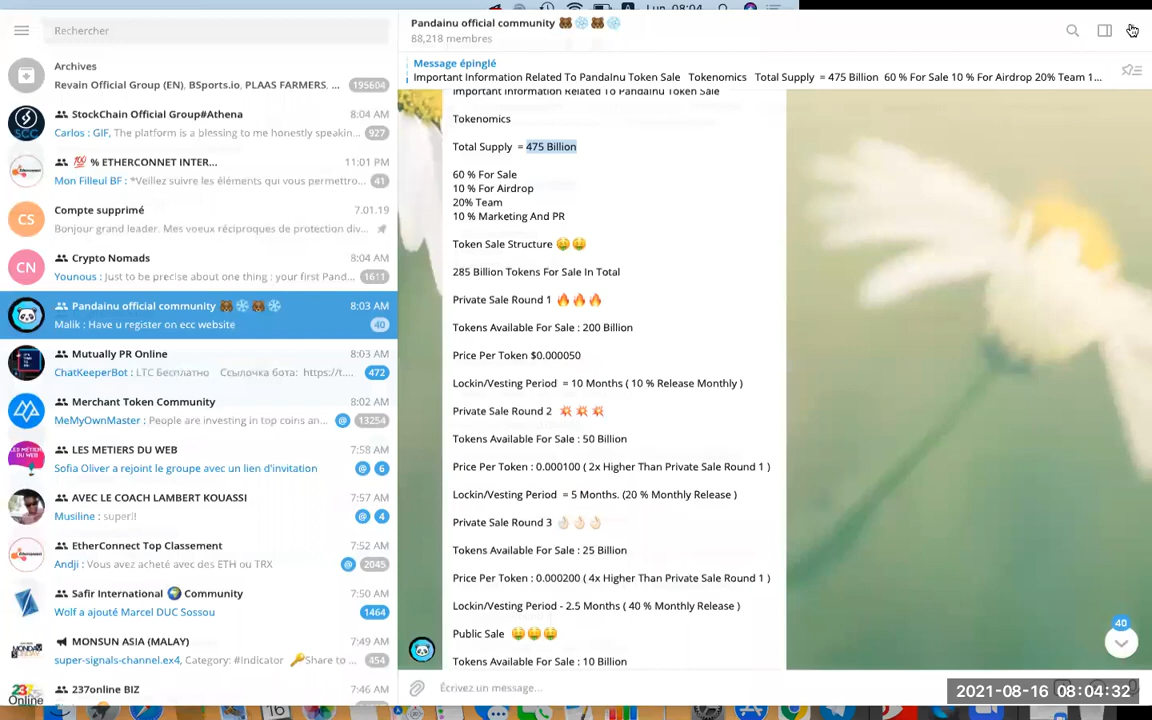 Lun. 08:04
Rechercher
Pandainu official community 🐻❄️🐻❄️
88,218 membres
Message épinglé
Important Information Related To PandaInu Token Sale Tokenomics Total Supply = 475 Billion 60 % For Sale 10 % For Airdrop 20% Team 1...
Archives
Revain Official Group (EN), BSports.io, PLAAS FARMERS. ...
195604
StockChain Official Group#Athena
8:04 AM
Carlos : GIF, The platform is a blessing to me honestly speakin...
927
💯 % ETHERCONNET INTER...
11:01 PM
Mon Filleul BF : *Veillez suivre les éléments qui vous permettro...
41
CS
Compte supprimé
7.01.19
Bonjour grand leader. Mes voeux réciproques de protection div...
CN
Crypto Nomads
8:04 AM
Younous : Just to be precise about one thing : your first Pand...
1611
Pandainu official community 🐻❄️🐻❄️
8:03 AM
Malik : Have u register on ecc website
40
Mutually PR Online
8:03 AM
ChatKeeperBot : LTC Бесплатно Ссылочка бота: https://t....
472
Merchant Token Community
8:02 AM
MeMyOwnMaster : People are investing in top coins an...
@ 13254
LES METIERS DU WEB
7:58 AM
Sofia Oliver a rejoint le groupe avec un lien d'invitation
@ 6
AVEC LE COACH LAMBERT KOUASSI
7:57 AM
Musiline : super!!
@ 4
EtherConnect Top Classement
7:52 AM
Andji : Vous avez acheté avec des ETH ou TRX
@ 2045
Safir International 🌍 Community
7:50 AM
Wolf a ajouté Marcel DUC Sossou
1464
MONSUN ASIA (MALAY)
7:49 AM
super-signals-channel.ex4, Category: #Indicator 🔑Share to ...
454
237 Online
237online BIZ
7:46 AM
Important Information Related To PandaInu Token Sale
Tokenomics
Total Supply = 475 Billion
60 % For Sale
10 % For Airdrop
20% Team
10 % Marketing And PR
Token Sale Structure 🤑🤑
285 Billion Tokens For Sale In Total
Private Sale Round 1 🔥🔥🔥
Tokens Available For Sale : 200 Billion
Price Per Token $0.000050
Lockin/Vesting Period = 10 Months ( 10 % Release Monthly )
Private Sale Round 2 💥💥💥
Tokens Available For Sale : 50 Billion
Price Per Token : 0.000100 ( 2x Higher Than Private Sale Round 1 )
Lockin/Vesting Period = 5 Months. (20 % Monthly Release )
Private Sale Round 3 👌🏻👌🏻👌🏻
Tokens Available For Sale : 25 Billion
Price Per Token : 0.000200 ( 4x Higher Than Private Sale Round 1 )
Lockin/Vesting Period - 2.5 Months ( 40 % Monthly Release )
Public Sale 🤑🤑🤑
Tokens Available For Sale : 10 Billion
40
Écrivez un message...
2021-08-16 08:04:32
16